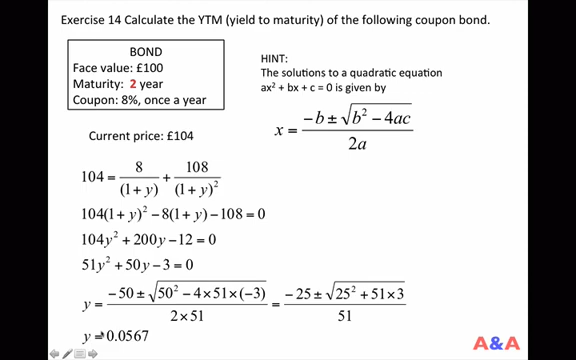 Exercise 14 Calculate the YTM (yield to maturity) of the following coupon bond.
BOND
Face value: £100
Maturity: 2 year
Coupon: 8%, once a year
HINT:
The solutions to a quadratic equation
ax² + bx + c = 0 is given by
x = (−b ± √(b² − 4ac)) / 2a
Current price: £104
104 = 8/(1+y) + 108/(1+y)²
104(1+y)² − 8(1+y) − 108 = 0
104y² + 200y − 12 = 0
51y² + 50y − 3 = 0
y = (−50 ± √(50² − 4×51×(−3))) / (2×51) = (−25 ± √(25² + 51×3)) / 51
y = 0.0567
A&A